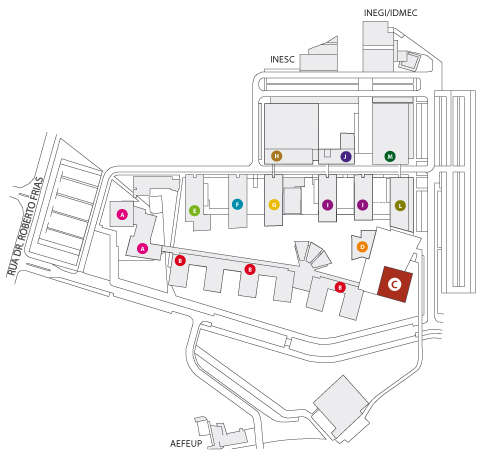 INEGI/IDMEC
INESC
H
J
M
E
F
G
I
I
L
A
RUA DR. ROBERTO FRIAS
A
D
B
B
B
C
AEFEUP